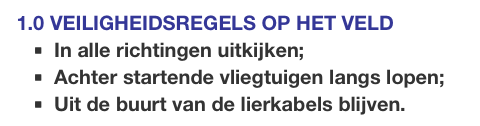 1.0 VEILIGHEIDSREGELS OP HET VELD
▪ In alle richtingen uitkijken;
▪ Achter startende vliegtuigen langs lopen;
▪ Uit de buurt van de lierkabels blijven.